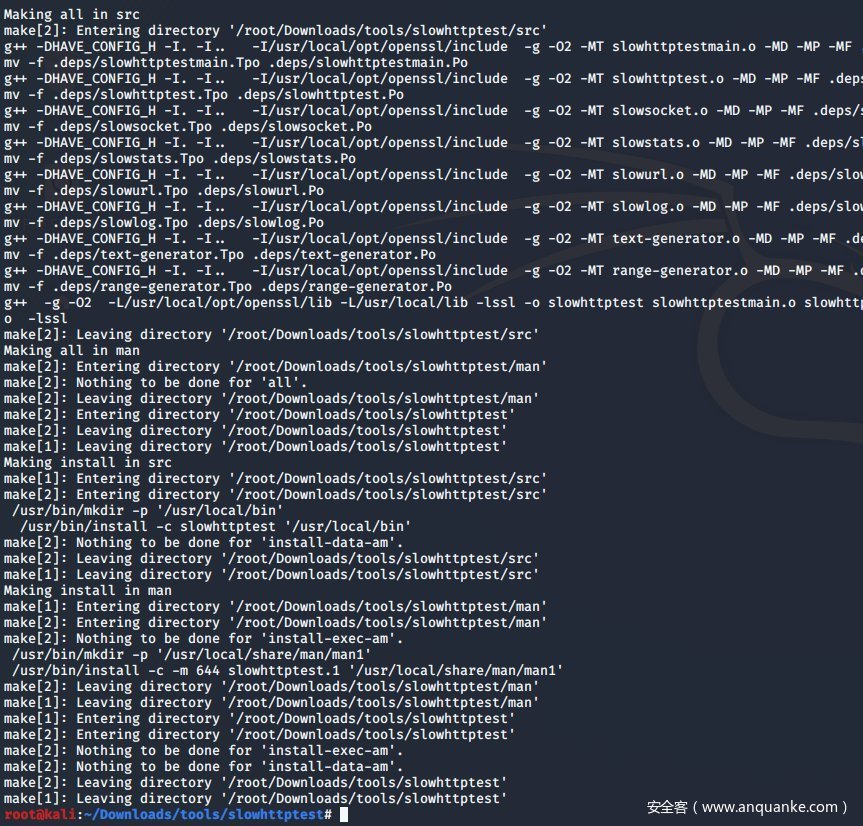 Making all in src
make[2]: Entering directory '/root/Downloads/tools/slowhttptest/src'
g++ -DHAVE_CONFIG_H -I. -I..   -I/usr/local/opt/openssl/include  -g -O2 -MT slowhttptestmain.o -MD -MP -MF
mv -f .deps/slowhttptestmain.Tpo .deps/slowhttptestmain.Po
g++ -DHAVE_CONFIG_H -I. -I..   -I/usr/local/opt/openssl/include  -g -O2 -MT slowhttptest.o -MD -MP -MF .dep
mv -f .deps/slowhttptest.Tpo .deps/slowhttptest.Po
g++ -DHAVE_CONFIG_H -I. -I..   -I/usr/local/opt/openssl/include  -g -O2 -MT slowsocket.o -MD -MP -MF .deps/s
mv -f .deps/slowsocket.Tpo .deps/slowsocket.Po
g++ -DHAVE_CONFIG_H -I. -I..   -I/usr/local/opt/openssl/include  -g -O2 -MT slowstats.o -MD -MP -MF .deps/sl
mv -f .deps/slowstats.Tpo .deps/slowstats.Po
g++ -DHAVE_CONFIG_H -I. -I..   -I/usr/local/opt/openssl/include  -g -O2 -MT slowurl.o -MD -MP -MF .deps/slow
mv -f .deps/slowurl.Tpo .deps/slowurl.Po
g++ -DHAVE_CONFIG_H -I. -I..   -I/usr/local/opt/openssl/include  -g -O2 -MT slowlog.o -MD -MP -MF .deps/slow
mv -f .deps/slowlog.Tpo .deps/slowlog.Po
g++ -DHAVE_CONFIG_H -I. -I..   -I/usr/local/opt/openssl/include  -g -O2 -MT text-generator.o -MD -MP -MF .de
mv -f .deps/text-generator.Tpo .deps/text-generator.Po
g++ -DHAVE_CONFIG_H -I. -I..   -I/usr/local/opt/openssl/include  -g -O2 -MT range-generator.o -MD -MP -MF .
mv -f .deps/range-generator.Tpo .deps/range-generator.Po
g++  -g -O2  -L/usr/local/opt/openssl/lib -L/usr/local/lib -lssl -o slowhttptest slowhttptestmain.o slowhttp
o  -lssl
make[2]: Leaving directory '/root/Downloads/tools/slowhttptest/src'
Making all in man
make[2]: Entering directory '/root/Downloads/tools/slowhttptest/man'
make[2]: Nothing to be done for 'all'.
make[2]: Leaving directory '/root/Downloads/tools/slowhttptest/man'
make[2]: Entering directory '/root/Downloads/tools/slowhttptest'
make[2]: Leaving directory '/root/Downloads/tools/slowhttptest'
make[1]: Leaving directory '/root/Downloads/tools/slowhttptest'
Making install in src
make[1]: Entering directory '/root/Downloads/tools/slowhttptest/src'
make[2]: Entering directory '/root/Downloads/tools/slowhttptest/src'
 /usr/bin/mkdir -p '/usr/local/bin'
  /usr/bin/install -c slowhttptest '/usr/local/bin'
make[2]: Nothing to be done for 'install-data-am'.
make[2]: Leaving directory '/root/Downloads/tools/slowhttptest/src'
make[1]: Leaving directory '/root/Downloads/tools/slowhttptest/src'
Making install in man
make[1]: Entering directory '/root/Downloads/tools/slowhttptest/man'
make[2]: Entering directory '/root/Downloads/tools/slowhttptest/man'
make[2]: Nothing to be done for 'install-exec-am'.
 /usr/bin/mkdir -p '/usr/local/share/man/man1'
 /usr/bin/install -c -m 644 slowhttptest.1 '/usr/local/share/man/man1'
make[2]: Leaving directory '/root/Downloads/tools/slowhttptest/man'
make[1]: Leaving directory '/root/Downloads/tools/slowhttptest/man'
make[1]: Entering directory '/root/Downloads/tools/slowhttptest'
make[2]: Entering directory '/root/Downloads/tools/slowhttptest'
make[2]: Nothing to be done for 'install-exec-am'.
make[2]: Nothing to be done for 'install-data-am'.
make[2]: Leaving directory '/root/Downloads/tools/slowhttptest'
make[1]: Leaving directory '/root/Downloads/tools/slowhttptest'
root@kali:~/Downloads/tools/slowhttptest#
安全客（www.anquanke.com）